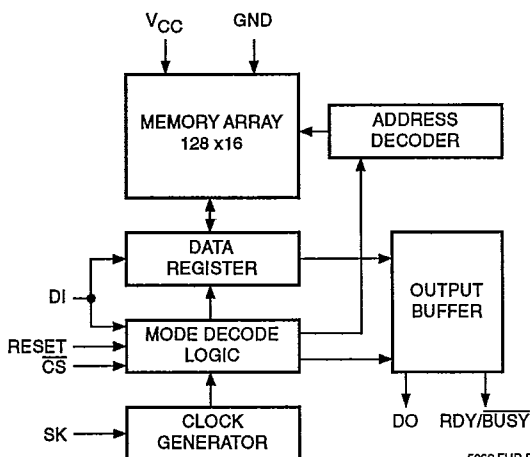 VCC GND
MEMORY ARRAY
128 x16
ADDRESS
DECODER
DATA
REGISTER
DI
OUTPUT
BUFFER
MODE DECODE
LOGIC
RESET
CS
DO RDY/BUSY
CLOCK
GENERATOR
SK